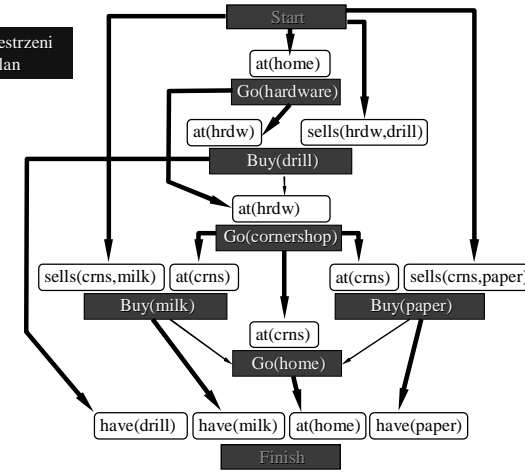 Start
estrzeni
lan
at(home)
Go(hardware)
at(hrdw)
sells(hrdw,drill)
Buy(drill)
at(hrdw)
Go(cornershop)
sells(crns,milk)
at(crns)
at(crns)
sells(crns,paper)
Buy(milk)
Buy(paper)
at(crns)
Go(home)
have(drill)
have(milk)
at(home)
have(paper)
Finish